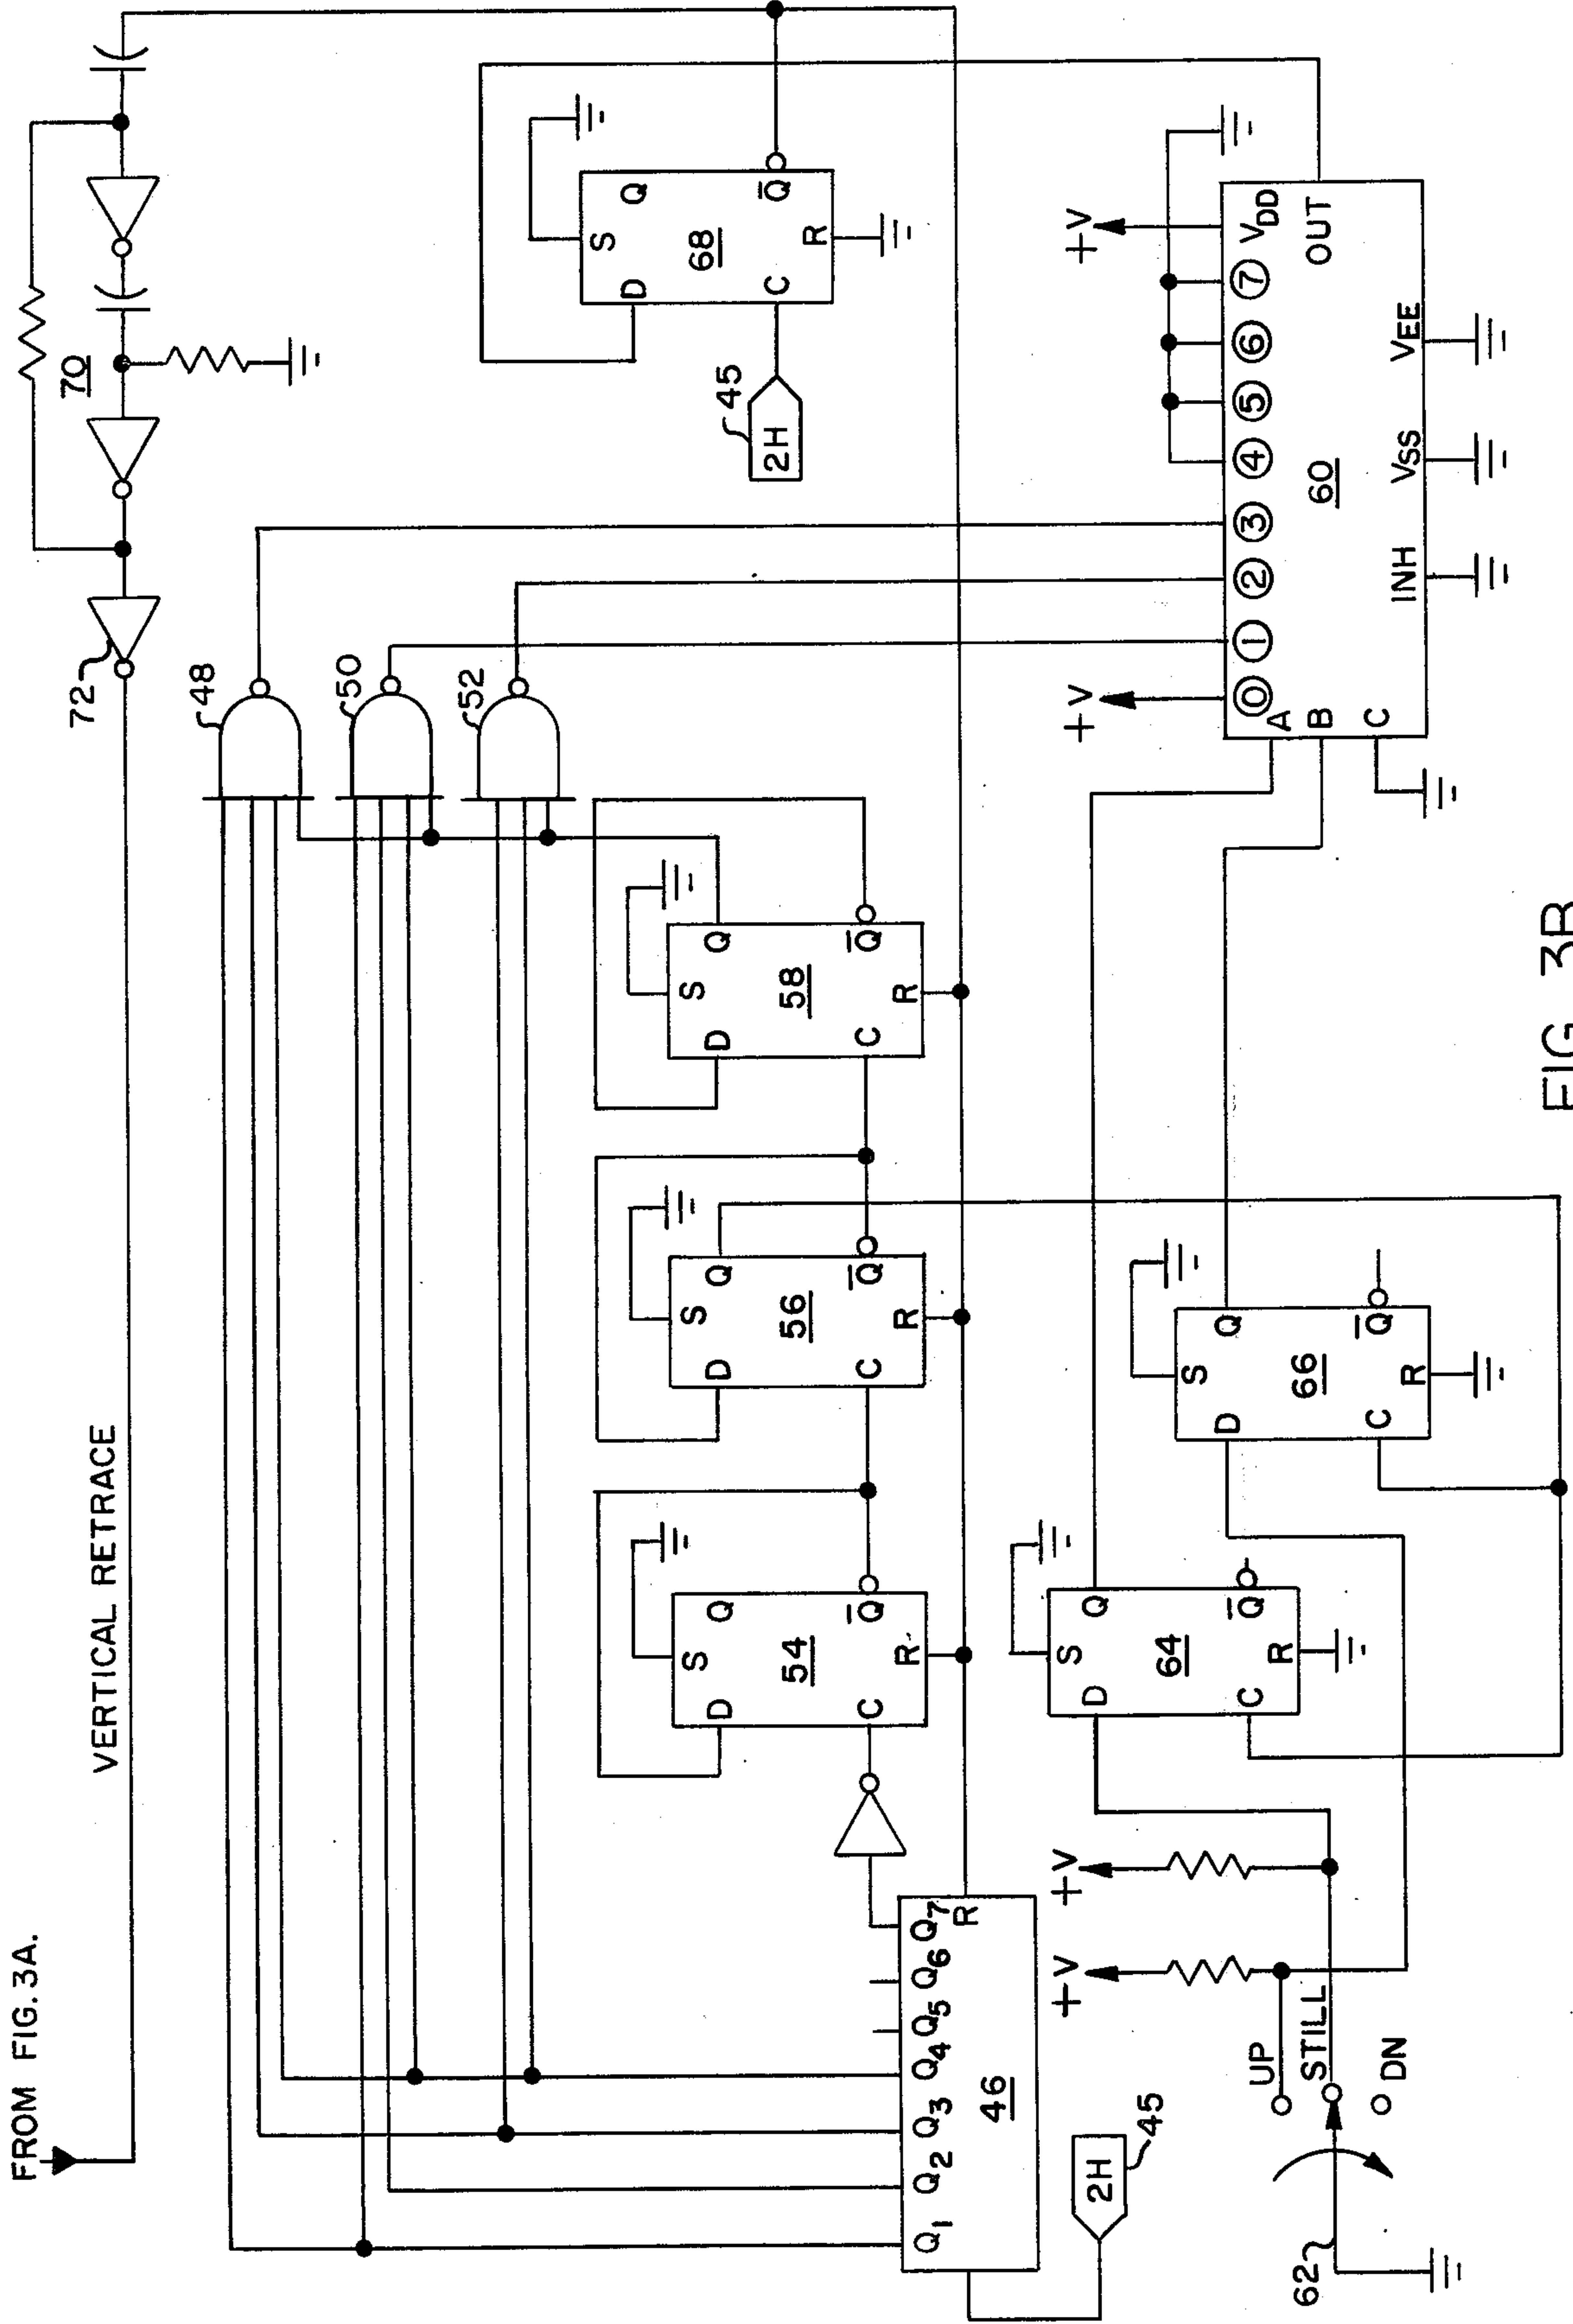 FROM FIG. 3A.
VERTICAL RETRACE
72
70
48
50
52
S
D
Q
68
C
Q̅
R
2H
45
S
D
Q
54
C
Q̅
R
S
D
Q
56
C
Q̅
R
S
D
Q
58
C
Q̅
R
Q1 Q2 Q3 Q4 Q5 Q6 Q7
R
46
2H
45
+V
+V
UP
STILL
DN
62
S
D
Q
64
C
Q̅
R
S
D
Q
66
C
Q̅
R
+V
+V
0 1 2 3 4 5 6 7 VDD
A
B
C
60
OUT
INH VSS VEE
FIG. 3B